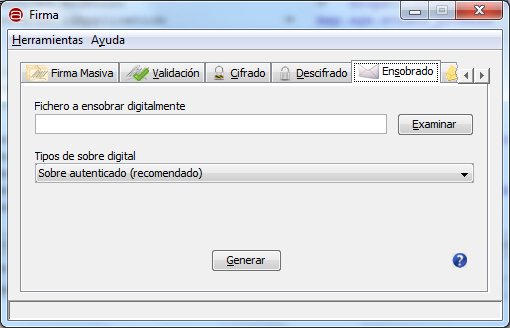 Firma
Herramientas Ayuda
Firma Masiva Validación Cifrado Descifrado Ensobrado
Fichero a ensobrar digitalmente
Examinar
Tipos de sobre digital
Sobre autenticado (recomendado)
Generar